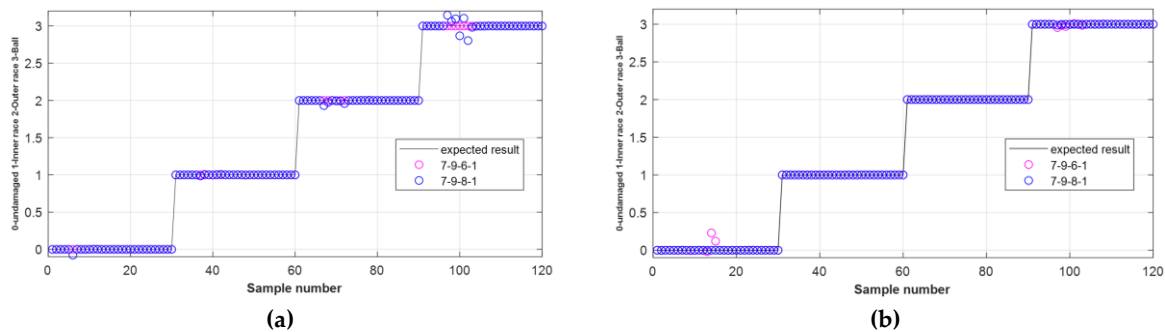 0-undamaged 1-Inner race 2-Outer race 3-Ball
3
2.5
2
1.5
1
0.5
0
expected result
7-9-6-1
7-9-8-1
0 20 40 60 80 100 120
Sample number
(a)
0-undamaged 1-Inner race 2-Outer race 3-Ball
3
2.5
2
1.5
1
0.5
0
expected result
7-9-6-1
7-9-8-1
0 20 40 60 80 100 120
Sample number
(b)